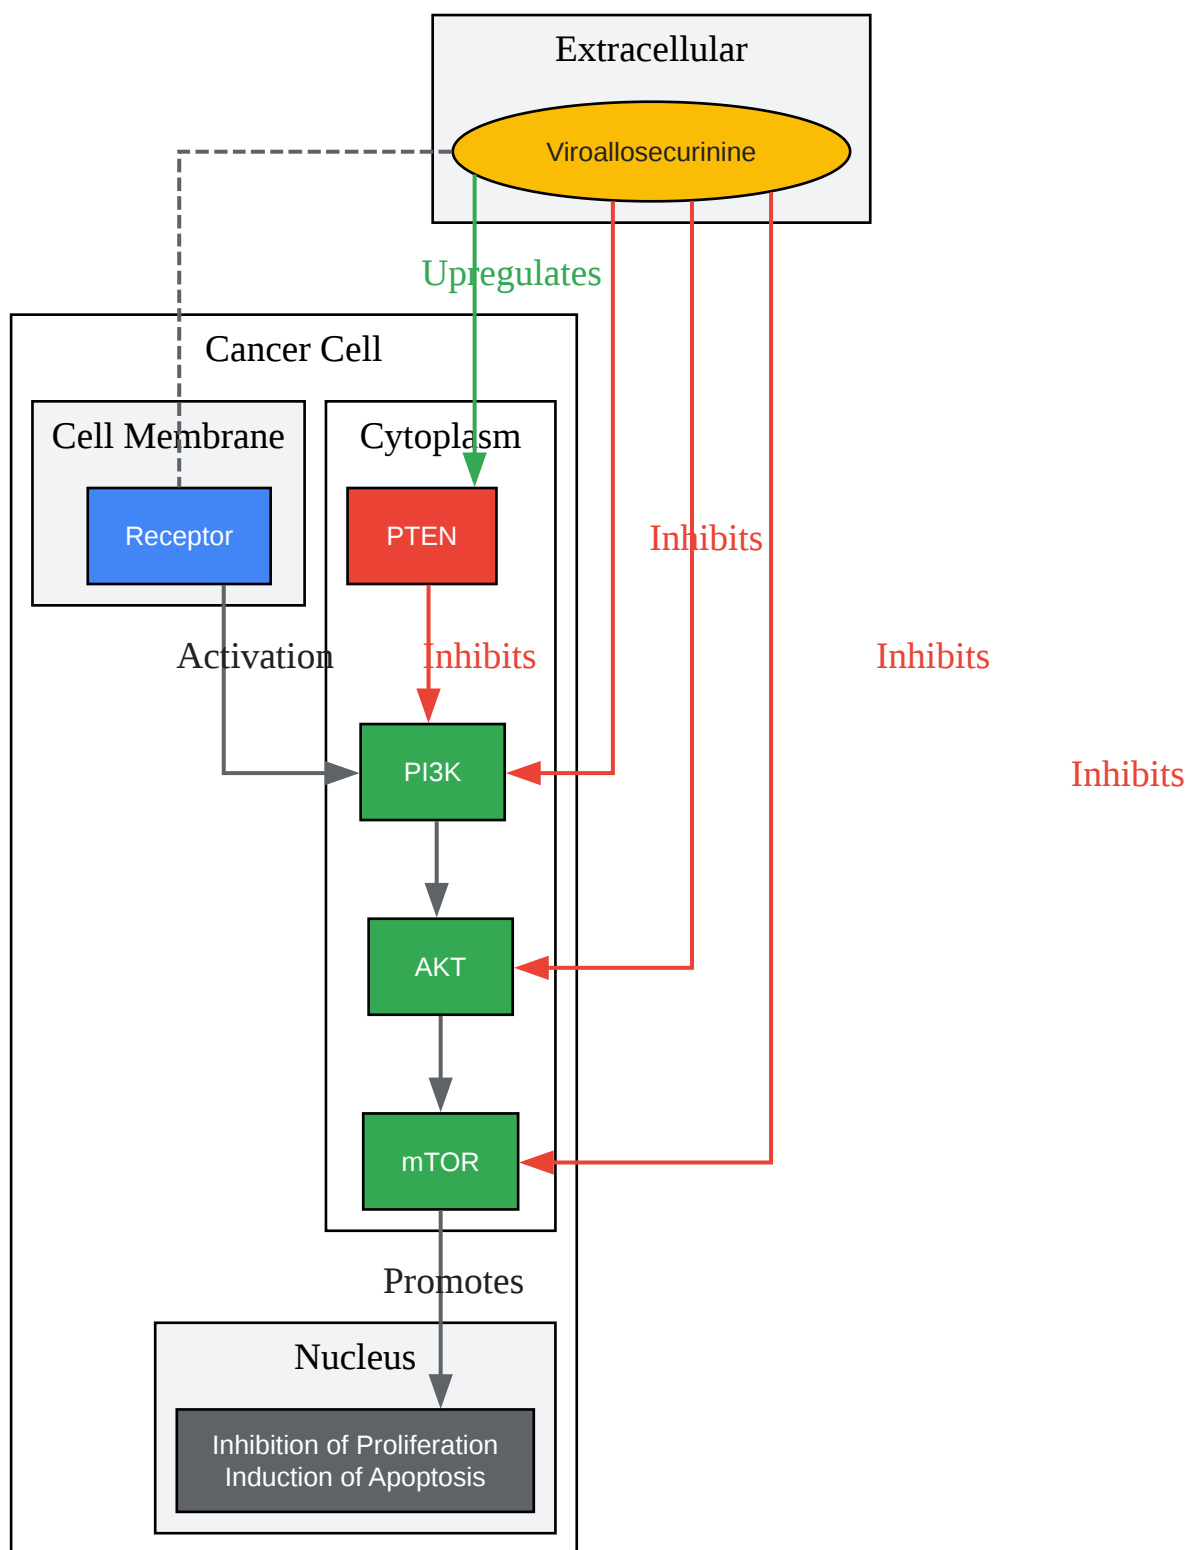 Extracellular
Viroallosecurinine
Upregulates
Cancer Cell
Cell Membrane
Cytoplasm
Receptor
PTEN
Inhibits
Activation
Inhibits
Inhibits
PI3K
Inhibits
AKT
mTOR
Promotes
Nucleus
Inhibition of Proliferation
Induction of Apoptosis